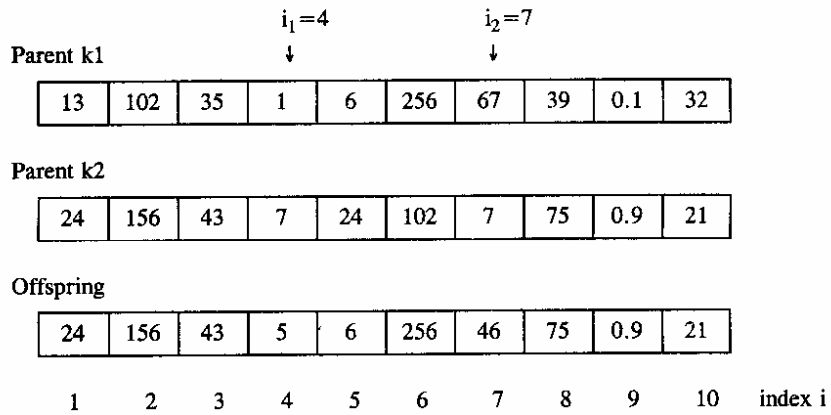 i1=4 i2=7
Parent k1
13 102 35 1 6 256 67 39 0.1 32
Parent k2
24 156 43 7 24 102 7 75 0.9 21
Offspring
24 156 43 5 6 256 46 75 0.9 21
1 2 3 4 5 6 7 8 9 10 index i